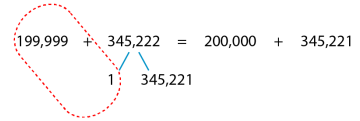 199,999 + 345,222 = 200,000 + 345,221
1 345,221